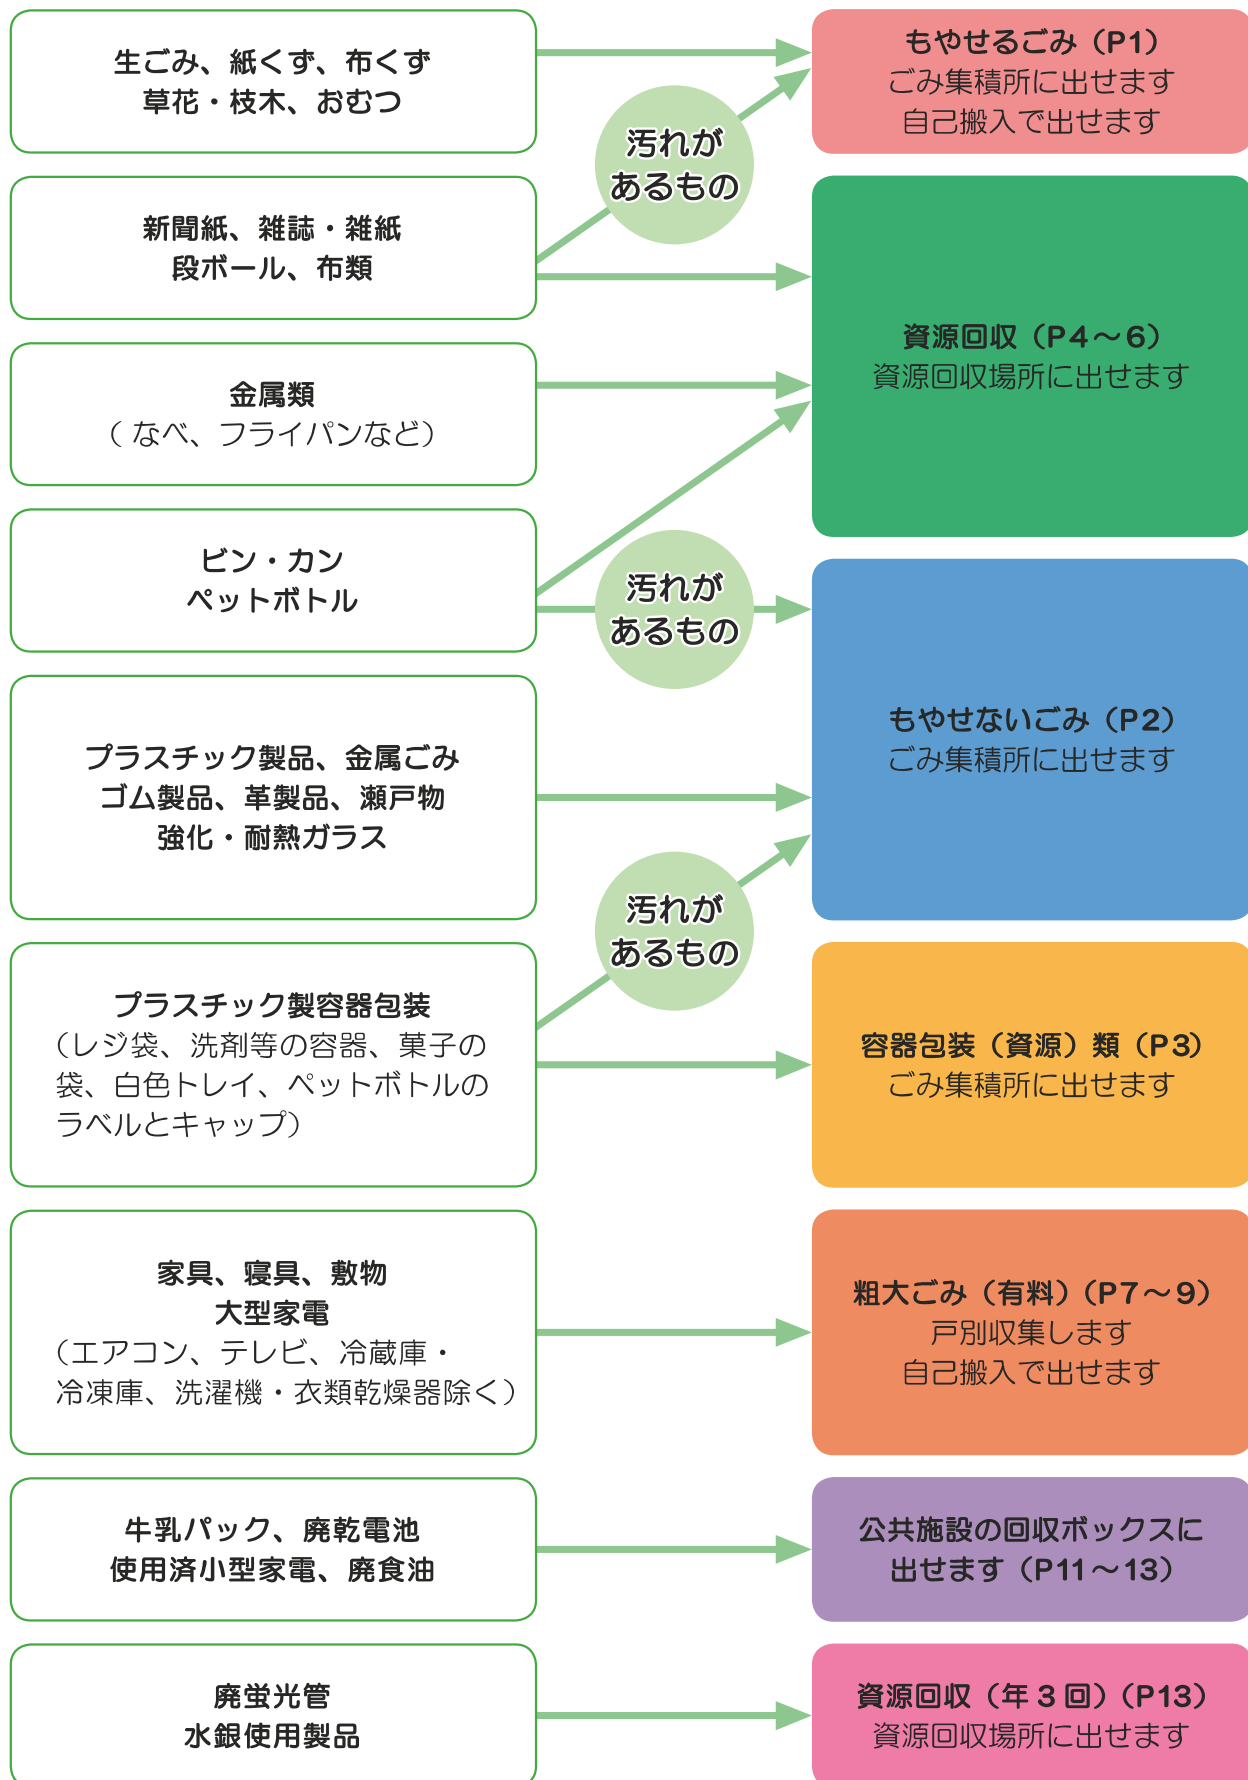 生ごみ、紙くず、布くず
草花・枝木、おむつ
もやせるごみ（P1）
ごみ集積所に出せます
自己搬入で出せます
汚れが
あるもの
新聞紙、雑誌・雑紙
段ボール、布類
資源回収（P4～6）
資源回収場所に出せます
金属類
（ なべ、フライパンなど）
ビン・カン
ペットボトル
汚れが
あるもの
もやせないごみ（P2）
ごみ集積所に出せます
プラスチック製品、金属ごみ
ゴム製品、革製品、瀬戸物
強化・耐熱ガラス
汚れが
あるもの
プラスチック製容器包装
（レジ袋、洗剤等の容器、菓子の
袋、白色トレイ、ペットボトルの
ラベルとキャップ）
容器包装（資源）類（P3）
ごみ集積所に出せます
家具、寝具、敷物
大型家電
（エアコン、テレビ、冷蔵庫・
冷凍庫、洗濯機・衣類乾燥器除く）
粗大ごみ（有料）（P7～9）
戸別収集します
自己搬入で出せます
牛乳パック、廃乾電池
使用済小型家電、廃食油
公共施設の回収ボックスに
出せます（P11～13）
廃蛍光管
水銀使用製品
資源回収（年３回）（P13）
資源回収場所に出せます